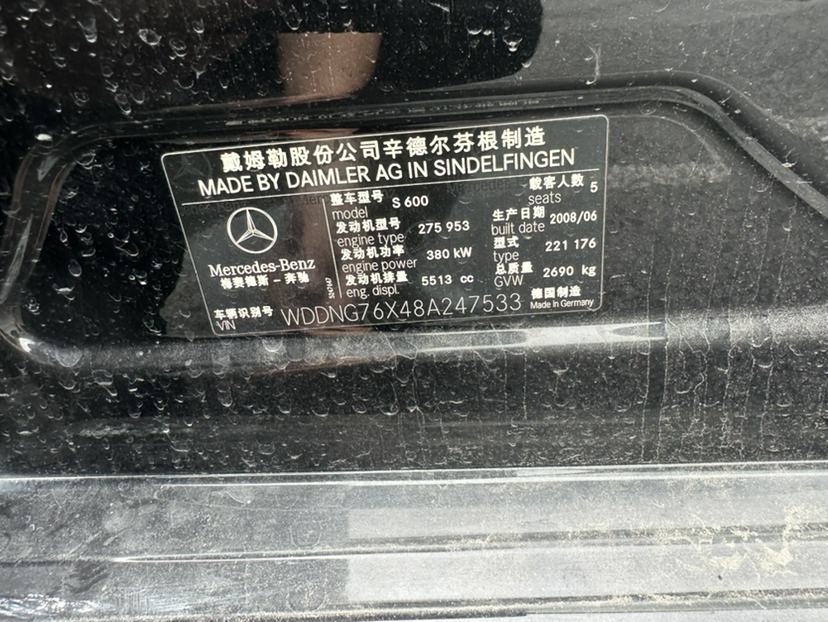 戴姆勒股份公司辛德尔芬根制造
MADE BY DAIMLER AG IN SINDELFINGEN
Mercedes-Benz
梅赛德斯-奔驰
整车型号 S 600
model
发动机型号 275 953
engine type
发动机功率 380 kW
engine power
发动机排量 5513 cc
eng. displ.
载客人数 5
seats
生产日期 2008/06
built date
型式 221 176
type
总质量 2690 kg
GVW
车辆识别号 WDDNG76X48A247533
VIN
德国制造
Made in Germany